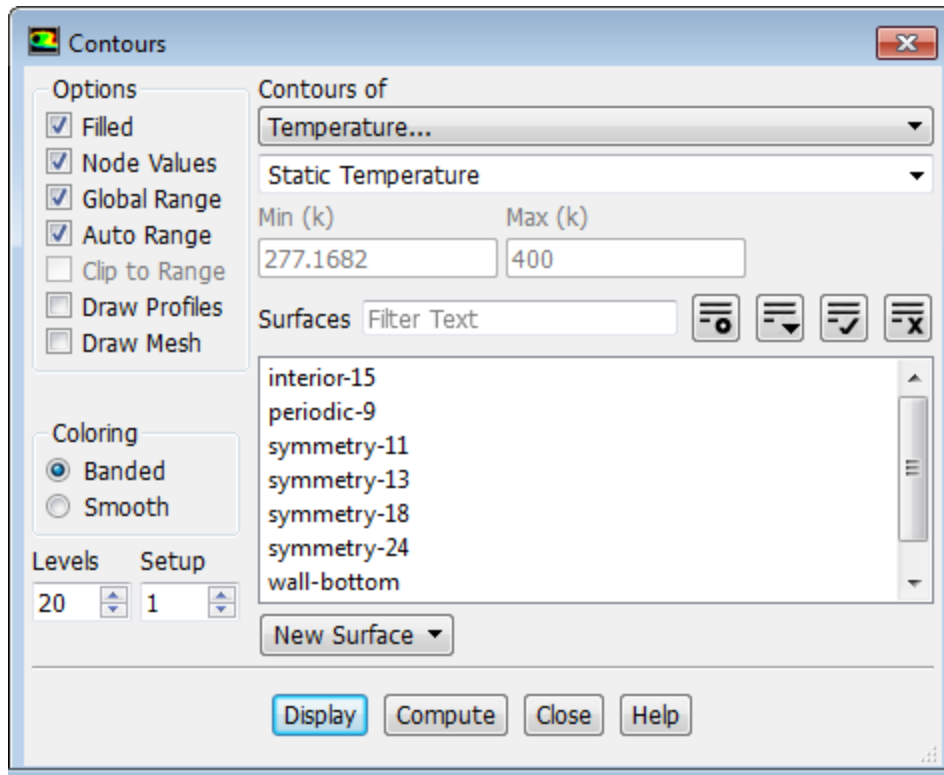 Contours
Options
Filled
Node Values
Global Range
Auto Range
Clip to Range
Draw Profiles
Draw Mesh
Coloring
Banded
Smooth
Levels Setup
20 1
Contours of
Temperature...
Static Temperature
Min (k) Max (k)
277.1682 400
Surfaces Filter Text
interior-15
periodic-9
symmetry-11
symmetry-13
symmetry-18
symmetry-24
wall-bottom
New Surface
Display Compute Close Help